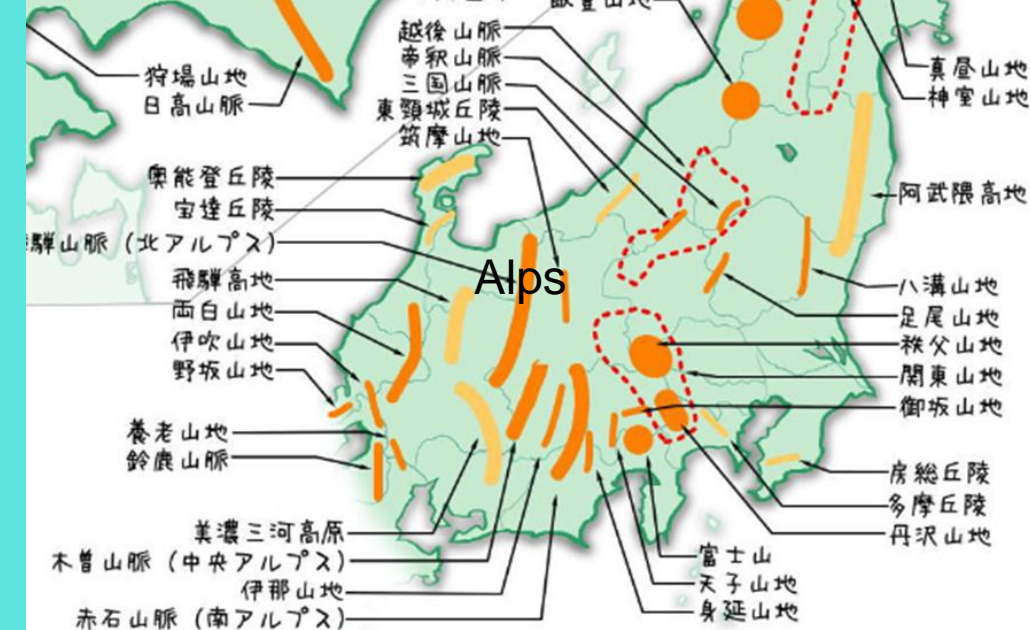 狩場山地
日高山脈
越後山脈
帝釈山脈
三国山脈
東頸城丘陵
筑摩山地
真昼山地
神室山地
奥能登丘陵
宝達丘陵
騨山脈（北アルプス）
飛騨高地
両白山地
伊吹山地
野坂山地
養老山地
鈴鹿山脈
Alps
阿武隈高地
八溝山地
足尾山地
秩父山地
関東山地
御坂山地
房総丘陵
多摩丘陵
丹沢山地
美濃三河高原
木曽山脈（中央アルプス）
伊那山地
赤石山脈（南アルプス）
富士山
天子山地
身延山地